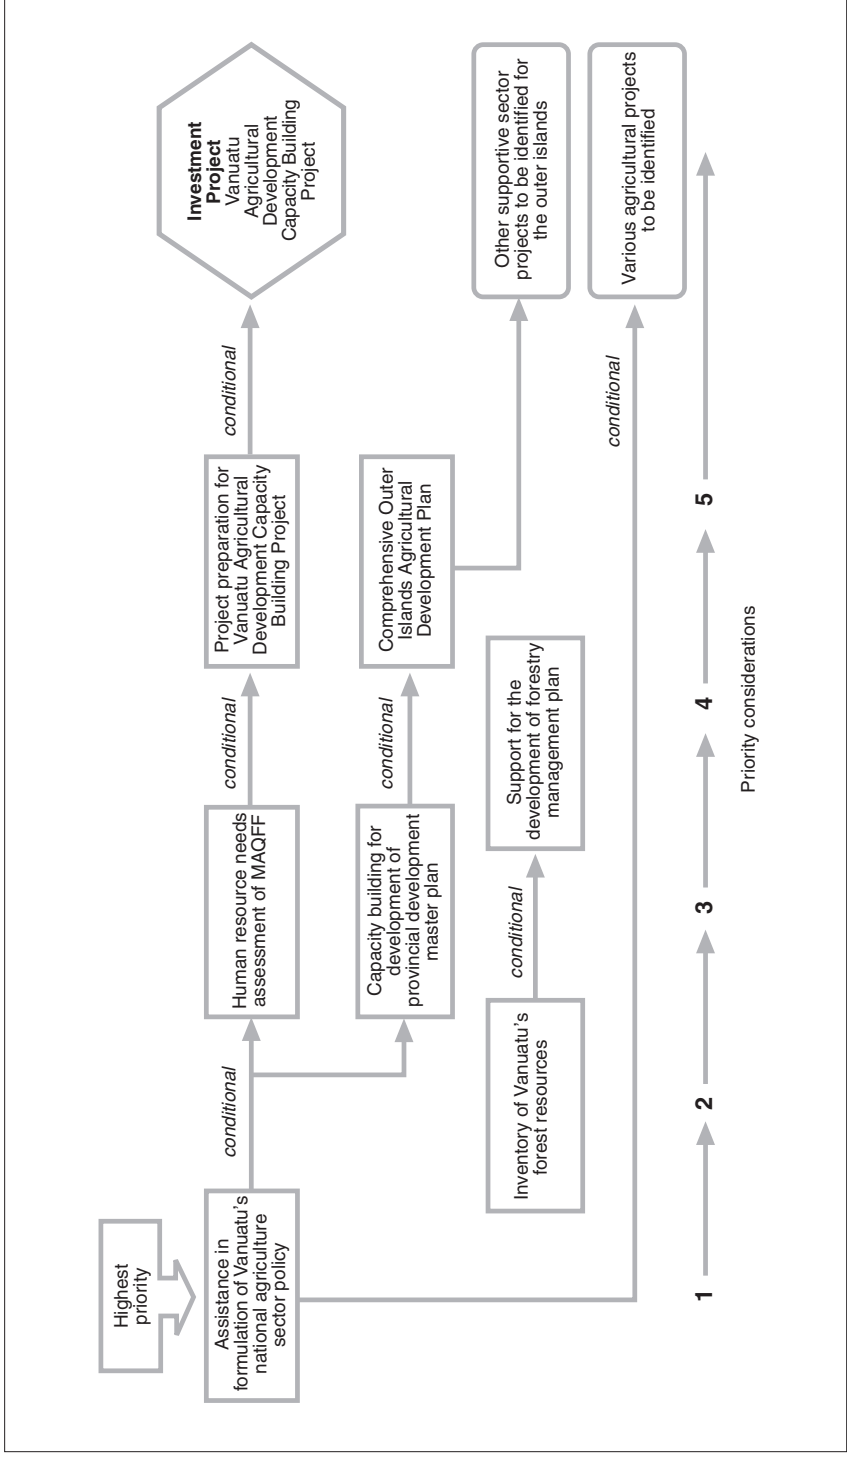 Highest
priority
Assistance in
formulation of Vanuatu's
national agriculture
sector policy
conditional
Human resource needs
assessment of MAQFF
conditional
Project preparation for
Vanuatu Agricultural
Development Capacity
Building Project
conditional
Investment
Project
Vanuatu
Agricultural
Development
Capacity Building
Project
Capacity building for
development of
provincial development
master plan
conditional
Comprehensive Outer
Islands Agricultural
Development Plan
Other supportive sector
projects to be identified for
the outer islands
Inventory of Vanuatu's
forest resources
conditional
Support for the
development of forestry
management plan
conditional
Various agricultural projects
to be identified
1 2 3 4 5
Priority considerations